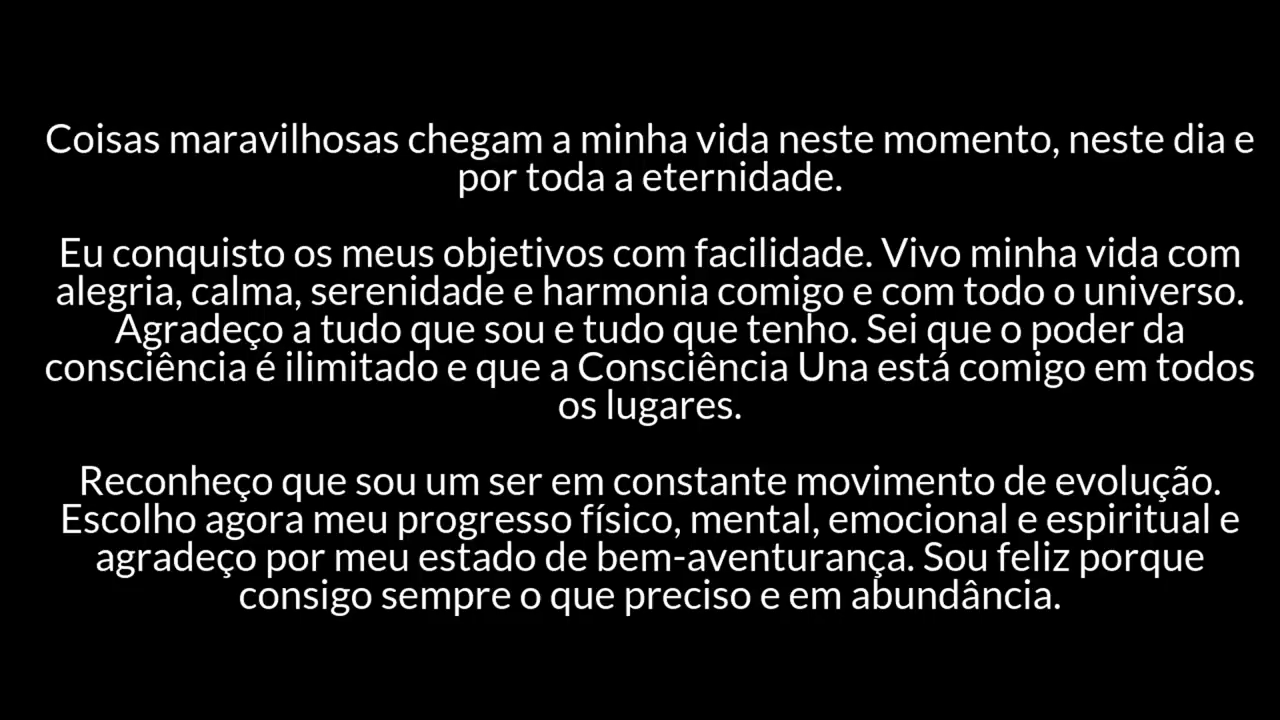 Coisas maravilhosas chegam a minha vida neste momento, neste dia e
por toda a eternidade.
Eu conquisto os meus objetivos com facilidade. Vivo minha vida com
alegria, calma, serenidade e harmonia comigo e com todo o universo.
Agradeço a tudo que sou e tudo que tenho. Sei que o poder da
consciência é ilimitado e que a Consciência Una está comigo em todos
os lugares.
Reconheço que sou um ser em constante movimento de evolução.
Escolho agora meu progresso físico, mental, emocional e espiritual e
agradeço por meu estado de bem-aventurança. Sou feliz porque
consigo sempre o que preciso e em abundância.